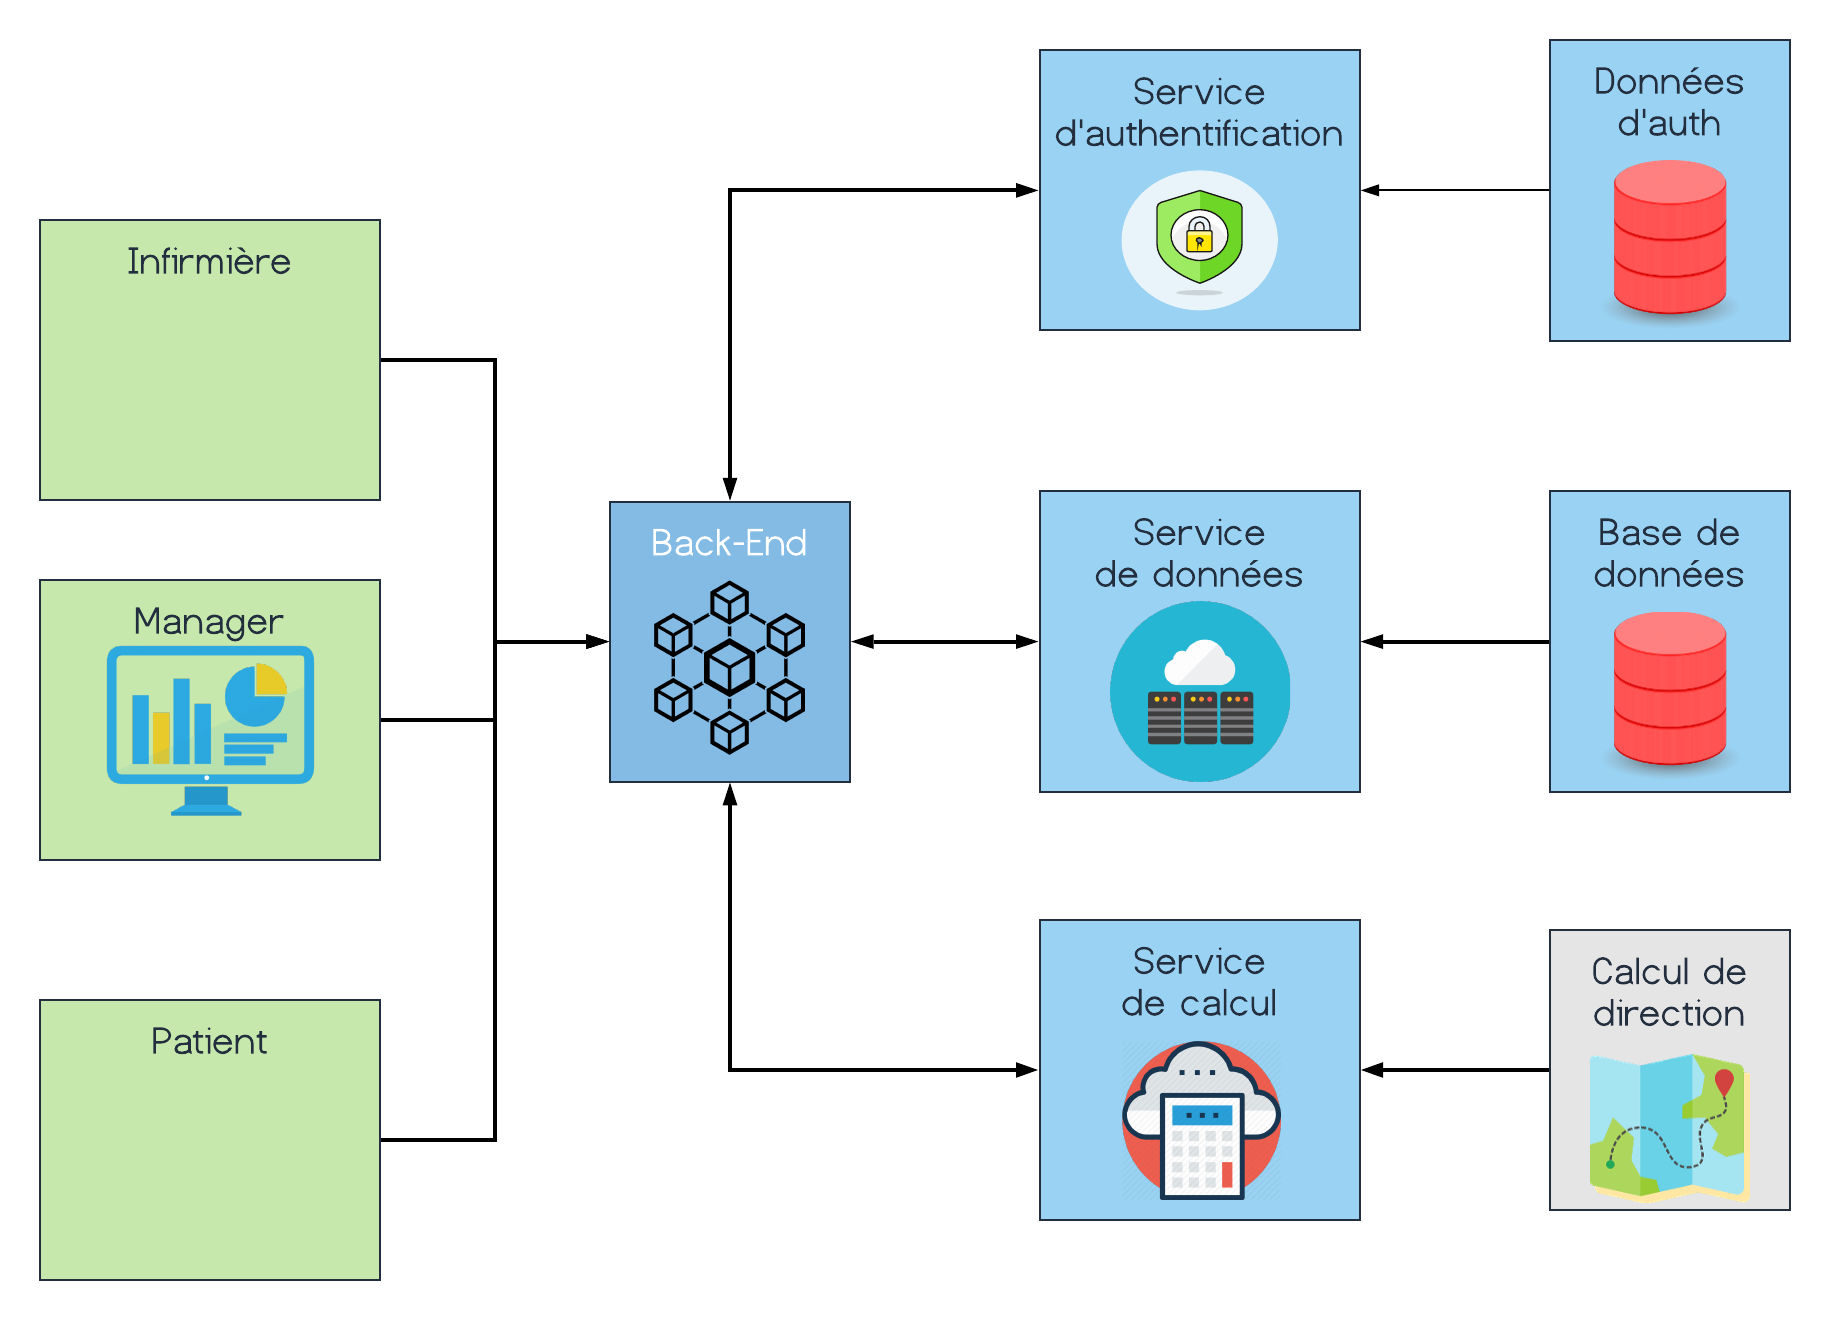 Infirmière
Manager
Patient
Back-End
Service
d'authentification
Service
de données
Service
de calcul
Données
d'auth
Base de
données
Calcul de
direction